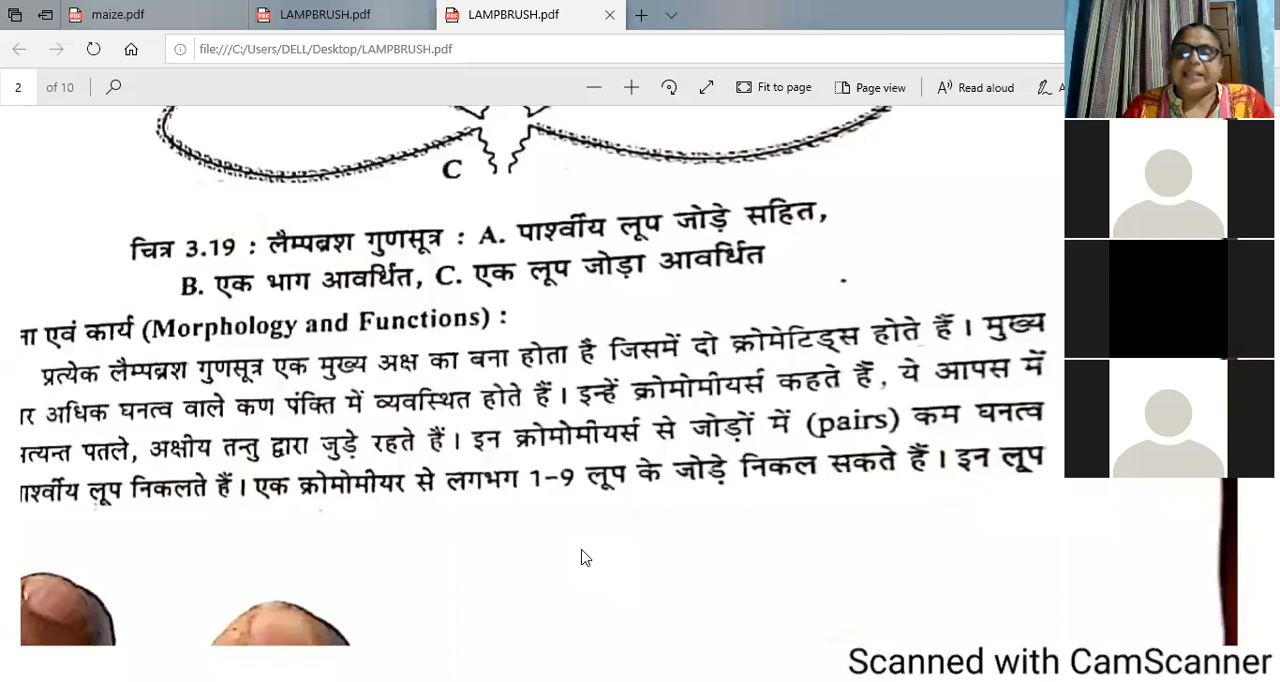 maize.pdf
LAMPBRUSH.pdf
LAMPBRUSH.pdf
file:///C:/Users/DELL/Desktop/LAMPBRUSH.pdf
2 of 10
Fit to page
Page view
Read aloud
C
चित्र 3.19 : लैम्पब्रश गुणसूत्र : A. पार्श्वीय लूप जोड़े सहित,
B. एक भाग आवर्धित, C. एक लूप जोड़ा आवर्धित
एवं कार्य (Morphology and Functions) :
प्रत्येक लैम्पब्रश गुणसूत्र एक मुख्य अक्ष का बना होता है जिसमें दो क्रोमेटिड्स होते हैं। मुख्य
अधिक घनत्व वाले कण पंक्ति में व्यवस्थित होते हैं। इन्हें क्रोमोमीयर्स कहते हैं, ये आपस में
पतले, अक्षीय तन्तु द्वारा जुड़े रहते हैं। इन क्रोमोमीयर्स से जोड़ों में (pairs) कम घनत्व
लूप निकलते हैं। एक क्रोमोमीयर से लगभग 1-9 लूप के जोड़े निकल सकते हैं। इन लूप
Scanned with CamScanner